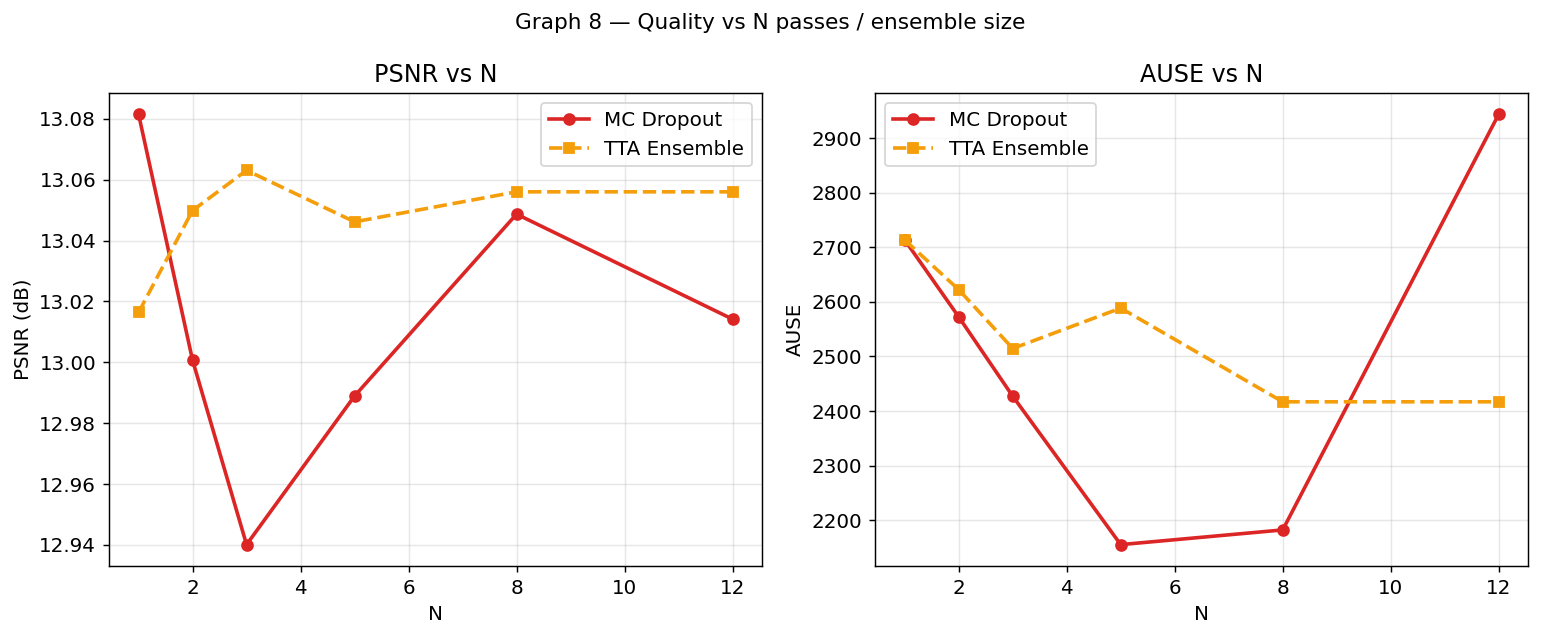 Graph 8 — Quality vs N passes / ensemble size
PSNR vs N
PSNR (dB)
13.08
13.06
13.04
13.02
13.00
12.98
12.96
12.94
MC Dropout
TTA Ensemble
2 4 6 8 10 12
N
AUSE vs N
AUSE
2900
2800
2700
2600
2500
2400
2300
2200
MC Dropout
TTA Ensemble
2 4 6 8 10 12
N